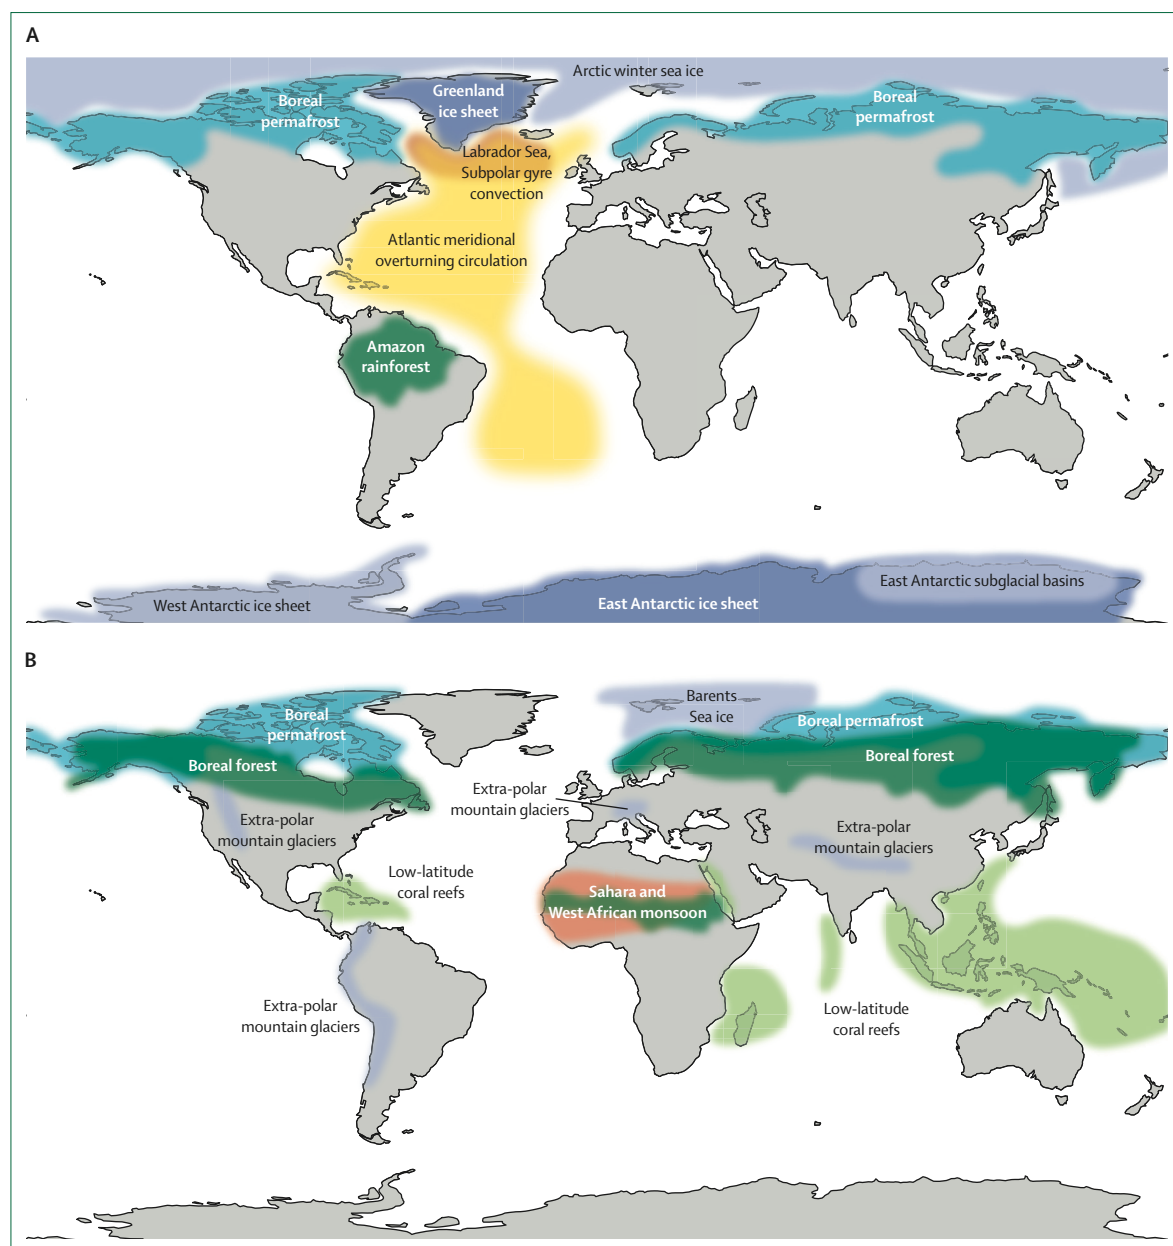 A
Arctic winter sea ice
Boreal
permafrost
Greenland
ice sheet
Boreal
permafrost
Labrador Sea,
Subpolar gyre
convection
Atlantic meridional
overturning circulation
Amazon
rainforest
West Antarctic ice sheet
East Antarctic ice sheet
East Antarctic subglacial basins
B
Boreal
permafrost
Barents
Sea ice
Boreal permafrost
Boreal forest
Boreal forest
Extra-polar
mountain glaciers
Extra-polar
mountain glaciers
Extra-polar
mountain glaciers
Low-latitude
coral reefs
Sahara and
West African monsoon
Extra-polar
mountain glaciers
Low-latitude
coral reefs